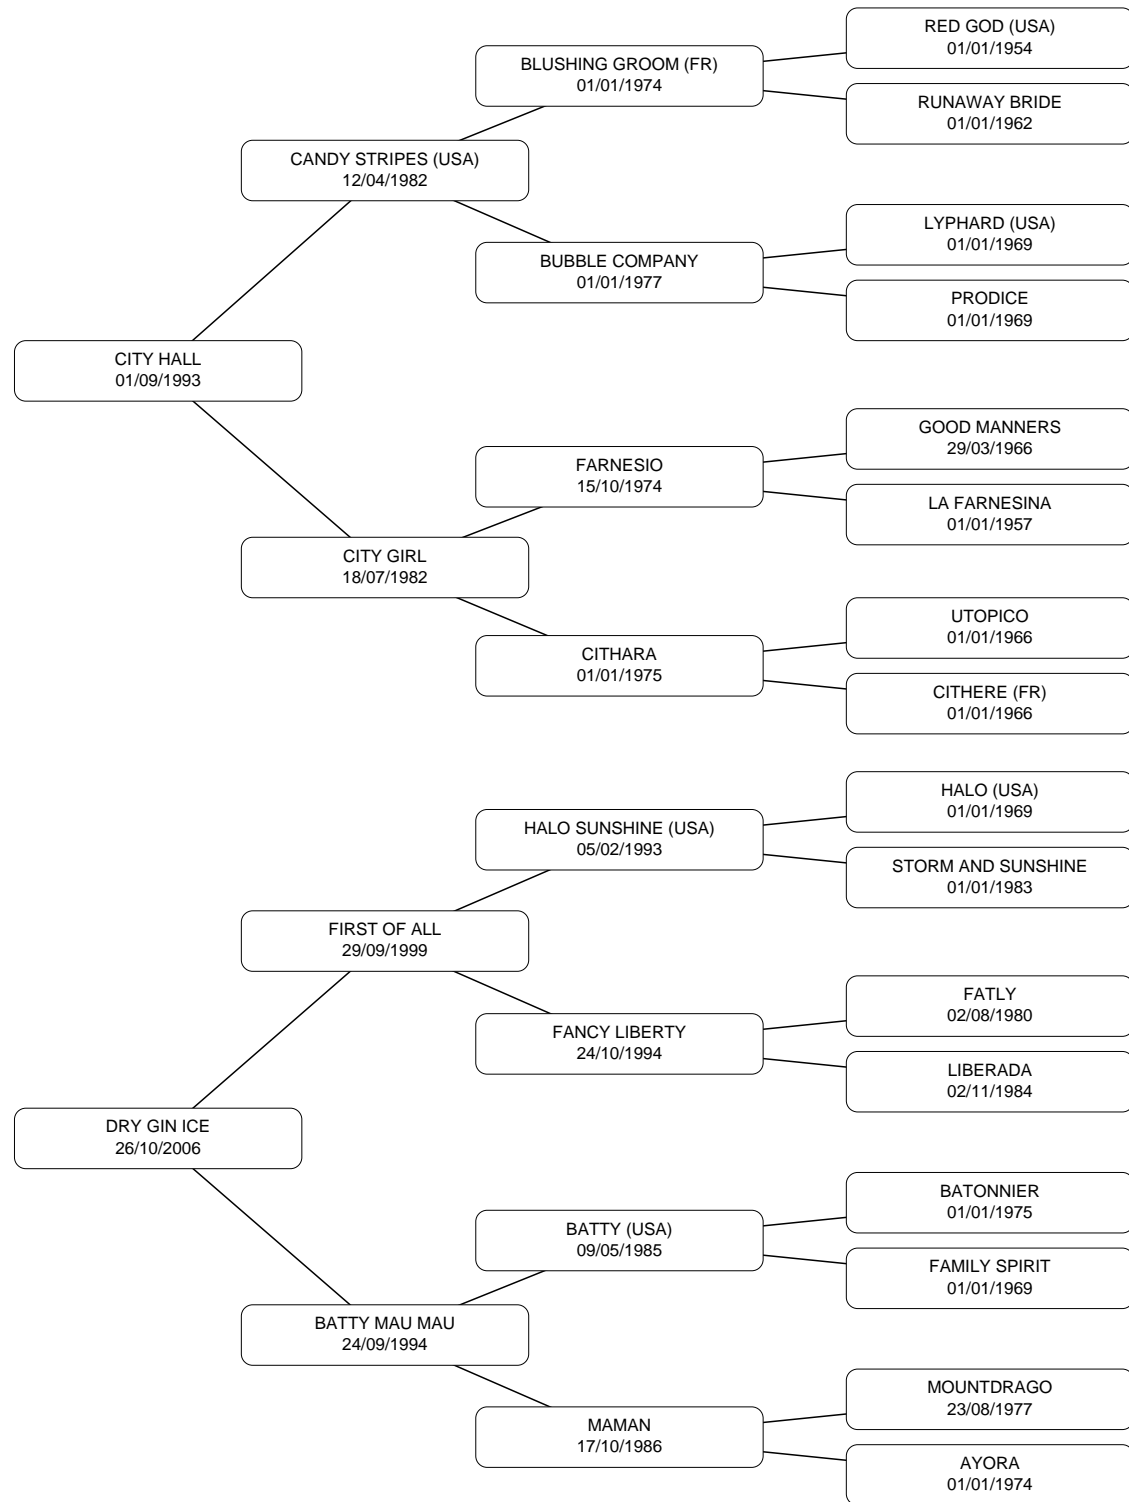 RED GOD (USA)
01/01/1954
BLUSHING GROOM (FR)
01/01/1974
RUNAWAY BRIDE
01/01/1962
CANDY STRIPES (USA)
12/04/1982
LYPHARD (USA)
01/01/1969
BUBBLE COMPANY
01/01/1977
PRODICE
01/01/1969
CITY HALL
01/09/1993
GOOD MANNERS
29/03/1966
FARNESIO
15/10/1974
LA FARNESINA
01/01/1957
CITY GIRL
18/07/1982
UTOPICO
01/01/1966
CITHARA
01/01/1975
CITHERE (FR)
01/01/1966
HALO (USA)
01/01/1969
HALO SUNSHINE (USA)
05/02/1993
STORM AND SUNSHINE
01/01/1983
FIRST OF ALL
29/09/1999
FATLY
02/08/1980
FANCY LIBERTY
24/10/1994
LIBERADA
02/11/1984
DRY GIN ICE
26/10/2006
BATONNIER
01/01/1975
BATTY (USA)
09/05/1985
FAMILY SPIRIT
01/01/1969
BATTY MAU MAU
24/09/1994
MOUNTDRAGO
23/08/1977
MAMAN
17/10/1986
AYORA
01/01/1974